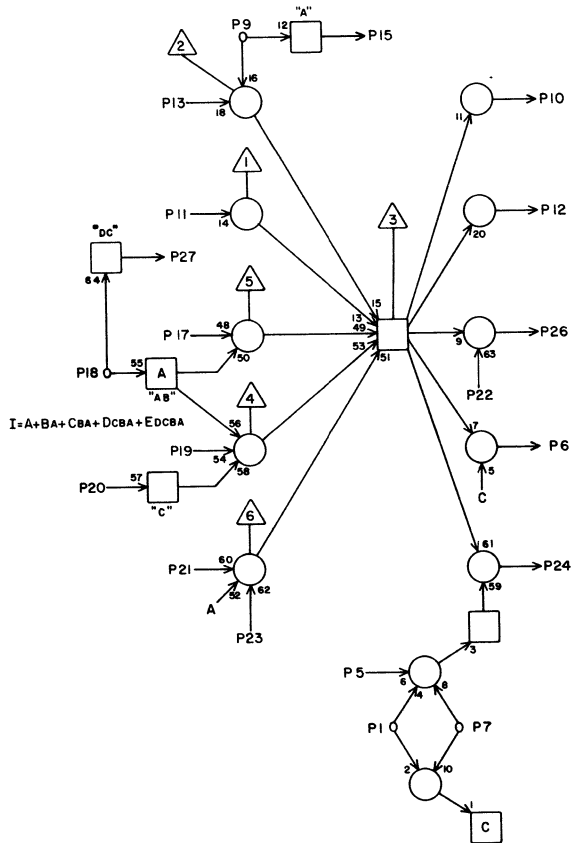 "A"
P9 12 P15
2
16
P13 18
11 P10
1
P11 14
3
20 P12
"DC"
64 P27
5
15
13
P17 48 49
50 53 51
9 63 P26
P22
P18 55 A
"AB"
4
I=A+BA+CBA+DCBA+EDCBA
56
P19 54 58
7 P6
5
C
P20 57
"C"
6
P21 60
52 62
A
P23
61 P24
59
3
P5 6
4 8
P1 P7
2 10
1
C